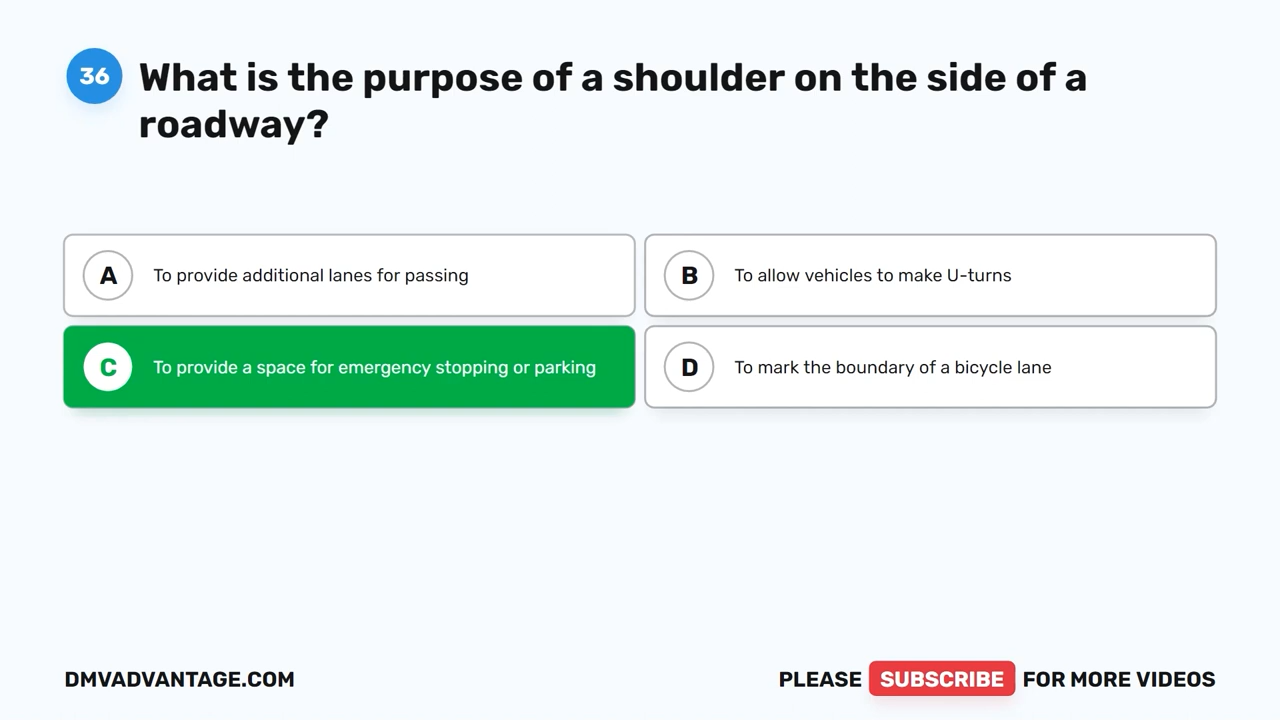 36
What is the purpose of a shoulder on the side of a
roadway?
A To provide additional lanes for passing
B To allow vehicles to make U-turns
C To provide a space for emergency stopping or parking
D To mark the boundary of a bicycle lane
DMVADVANTAGE.COM
PLEASE SUBSCRIBE FOR MORE VIDEOS